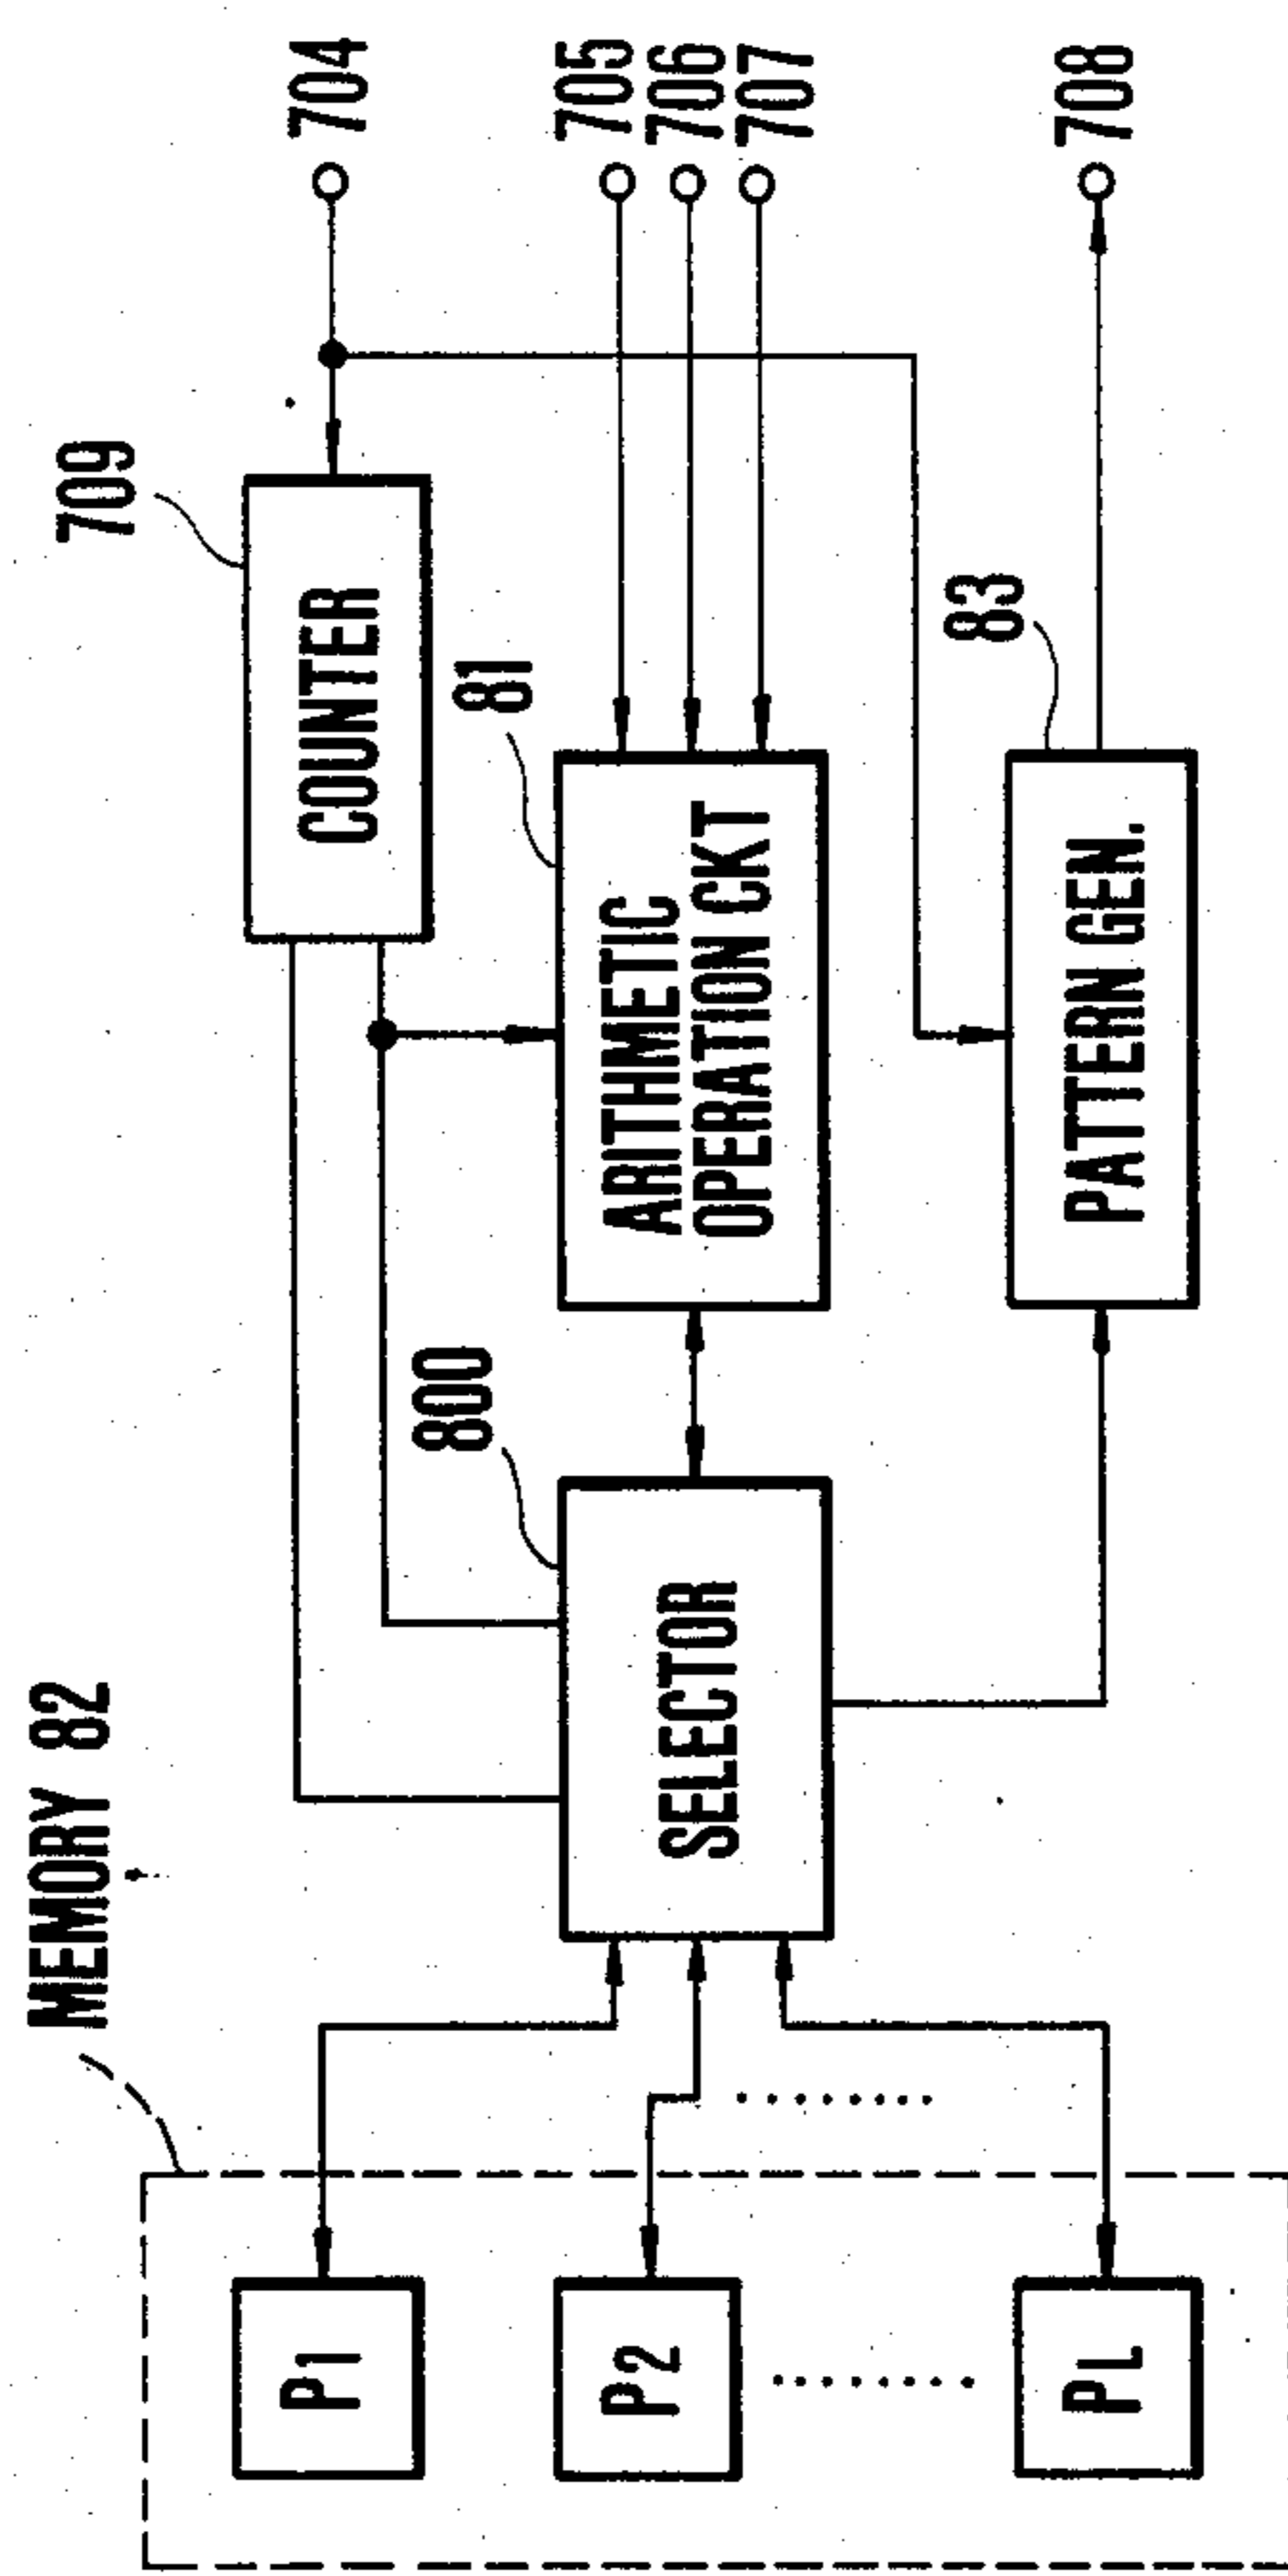 MEMORY 82
709
704
COUNTER
800
81
705
706
707
P1
P2
PL
SELECTOR
ARITHMETIC
OPERATION CKT
83
PATTERN GEN.
708